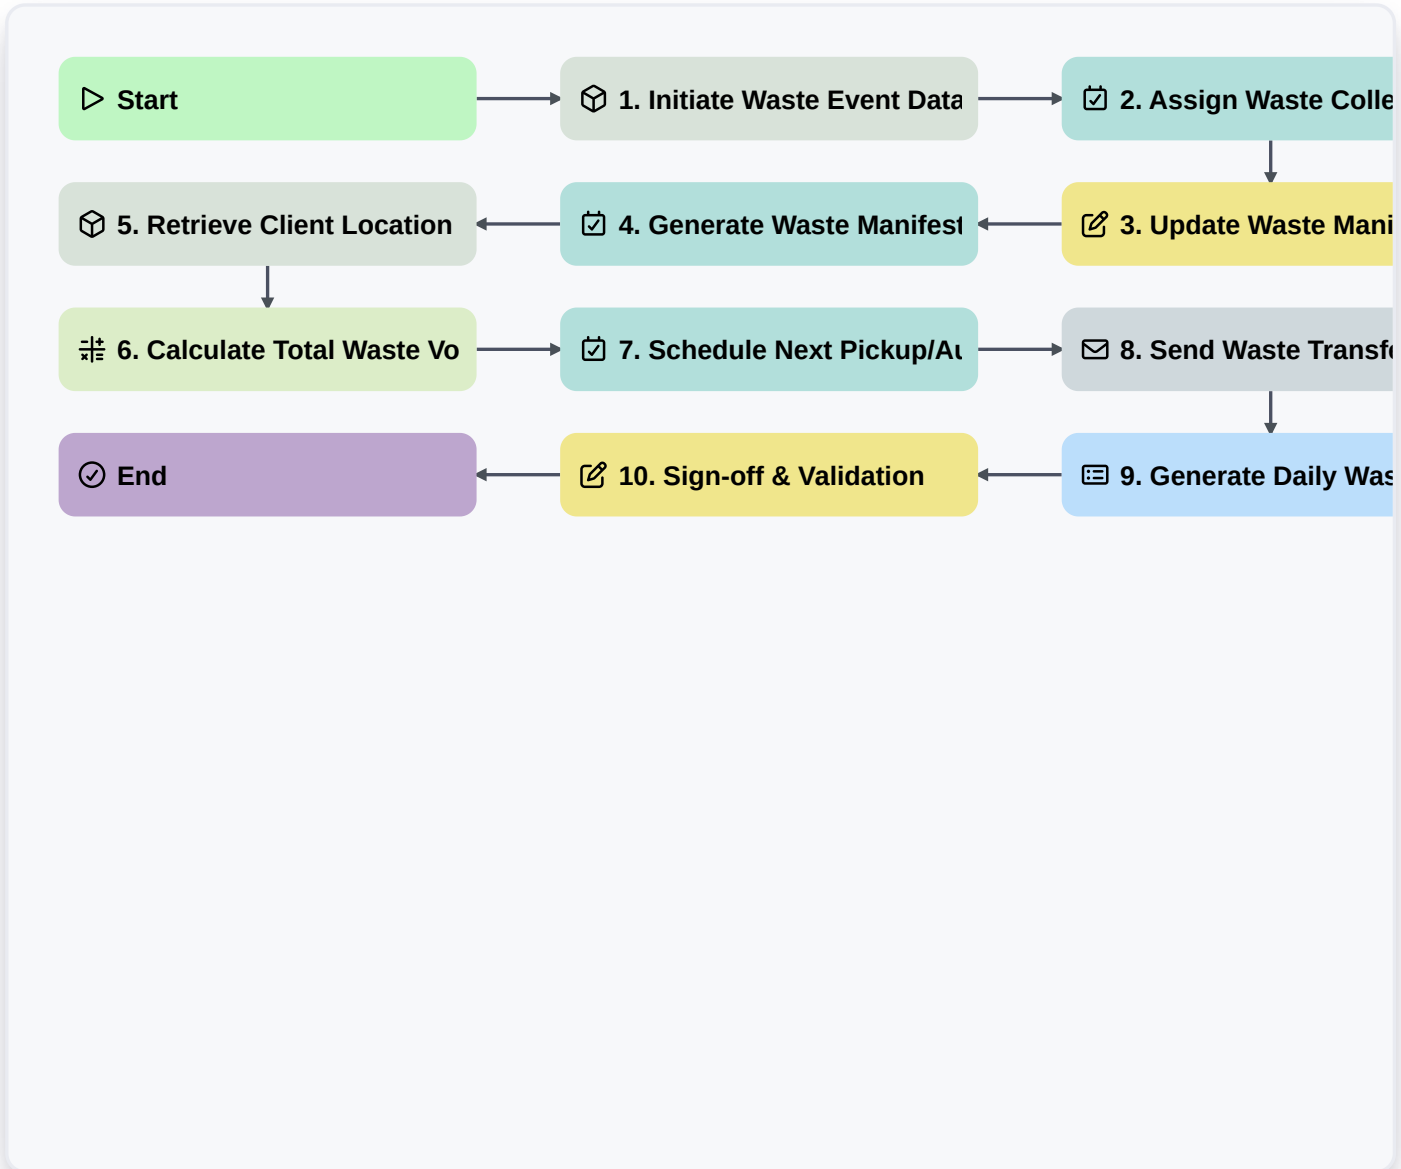 Start
1. Initiate Waste Event Data
2. Assign Waste Colle
5. Retrieve Client Location
4. Generate Waste Manifest
3. Update Waste Mani
6. Calculate Total Waste Vo
7. Schedule Next Pickup/Au
8. Send Waste Transfe
End
10. Sign-off & Validation
9. Generate Daily Was